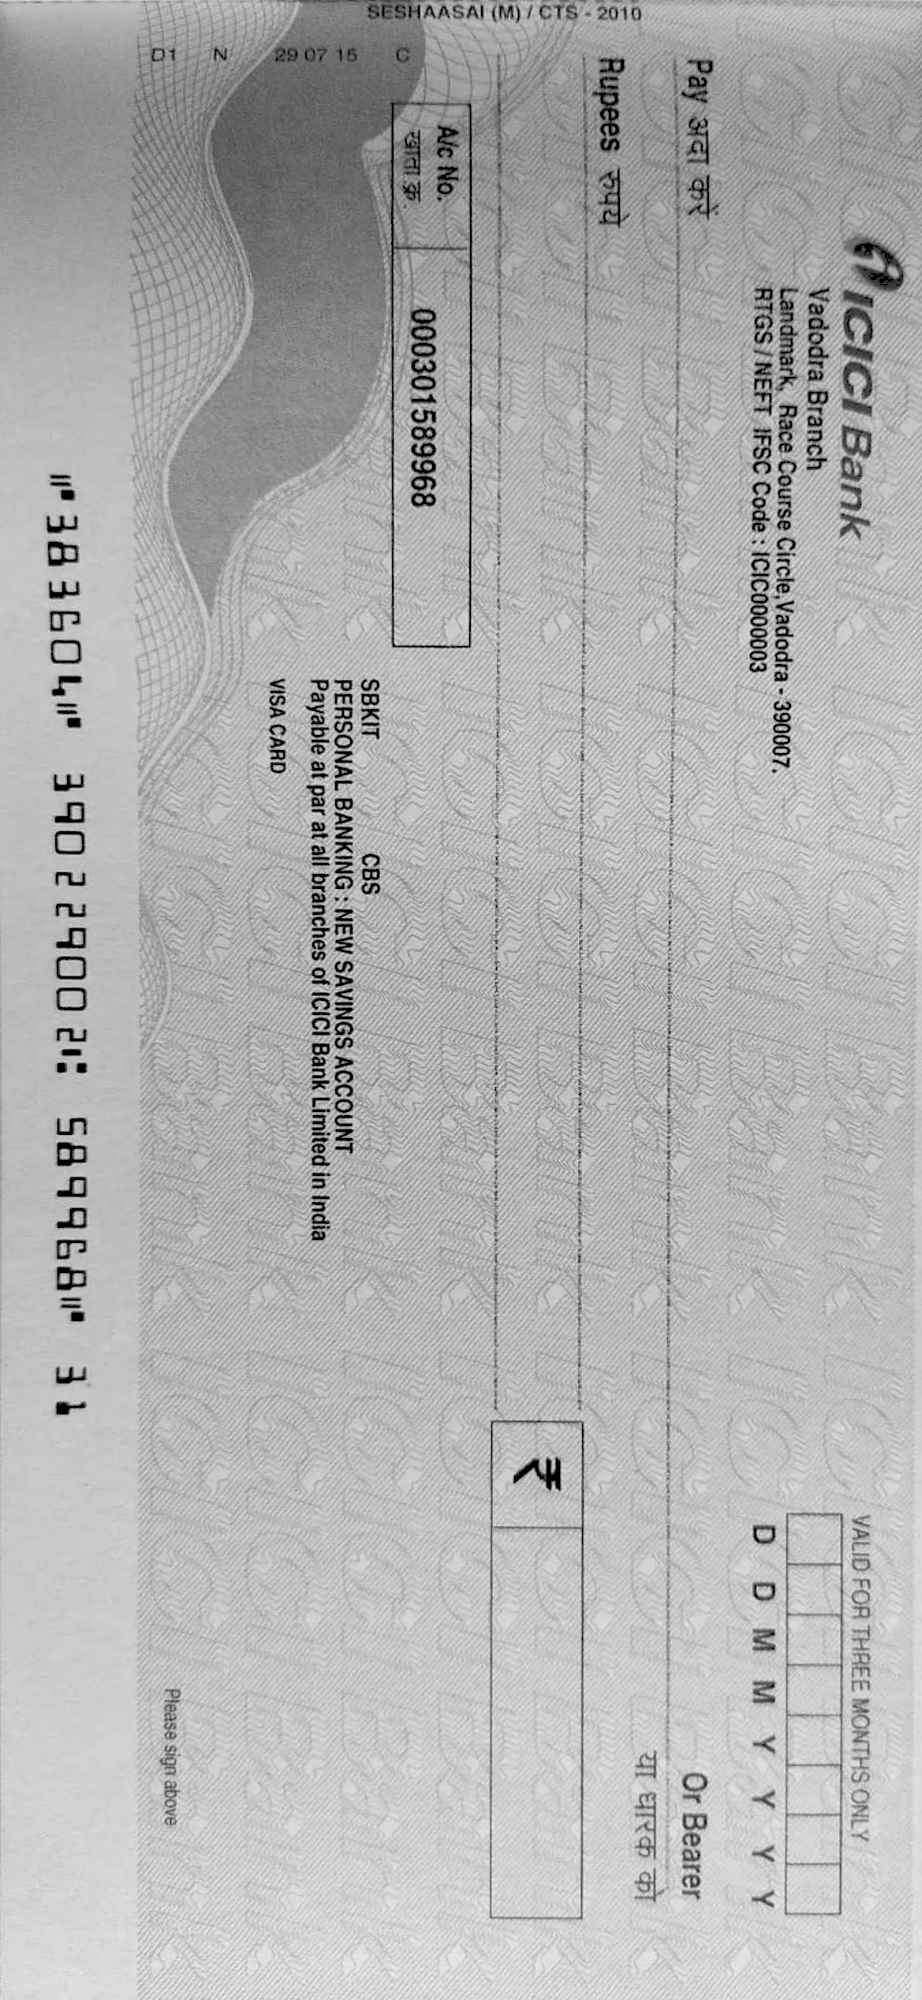 ICICI Bank
Vadodra Branch
Landmark, Race Course Circle,Vadodra - 390007.
RTGS / NEFT IFSC Code : ICIC0000003
VALID FOR THREE MONTHS ONLY
D D M M Y Y Y Y
Pay अदा करें
Or Bearer
या धारक को
Rupees रुपये
₹
A/c No.
खाता क्र.
000301589968
SBKIT CBS
PERSONAL BANKING : NEW SAVINGS ACCOUNT
Payable at par at all branches of ICICI Bank Limited in India
VISA CARD
Please sign above
SESHAASAI (M) / CTS - 2010
D1 N 29 07 15 C
⑈383604⑈ 390229002⑆ 589968⑈ 31